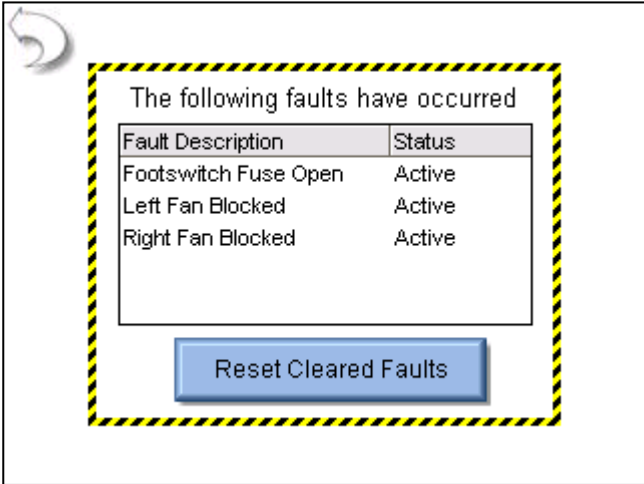 The following faults have occurred
Fault Description Status
Footswitch Fuse Open Active
Left Fan Blocked Active
Right Fan Blocked Active
Reset Cleared Faults